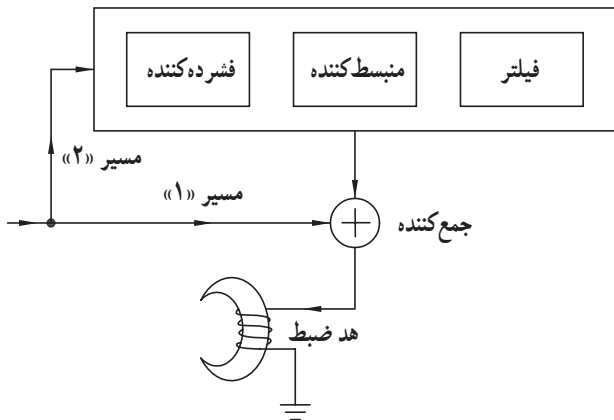 فشرده‌کننده منبسط‌کننده فیلتر
مسیر «۲»
مسیر «۱»
جمع‌کننده
هد ضبط